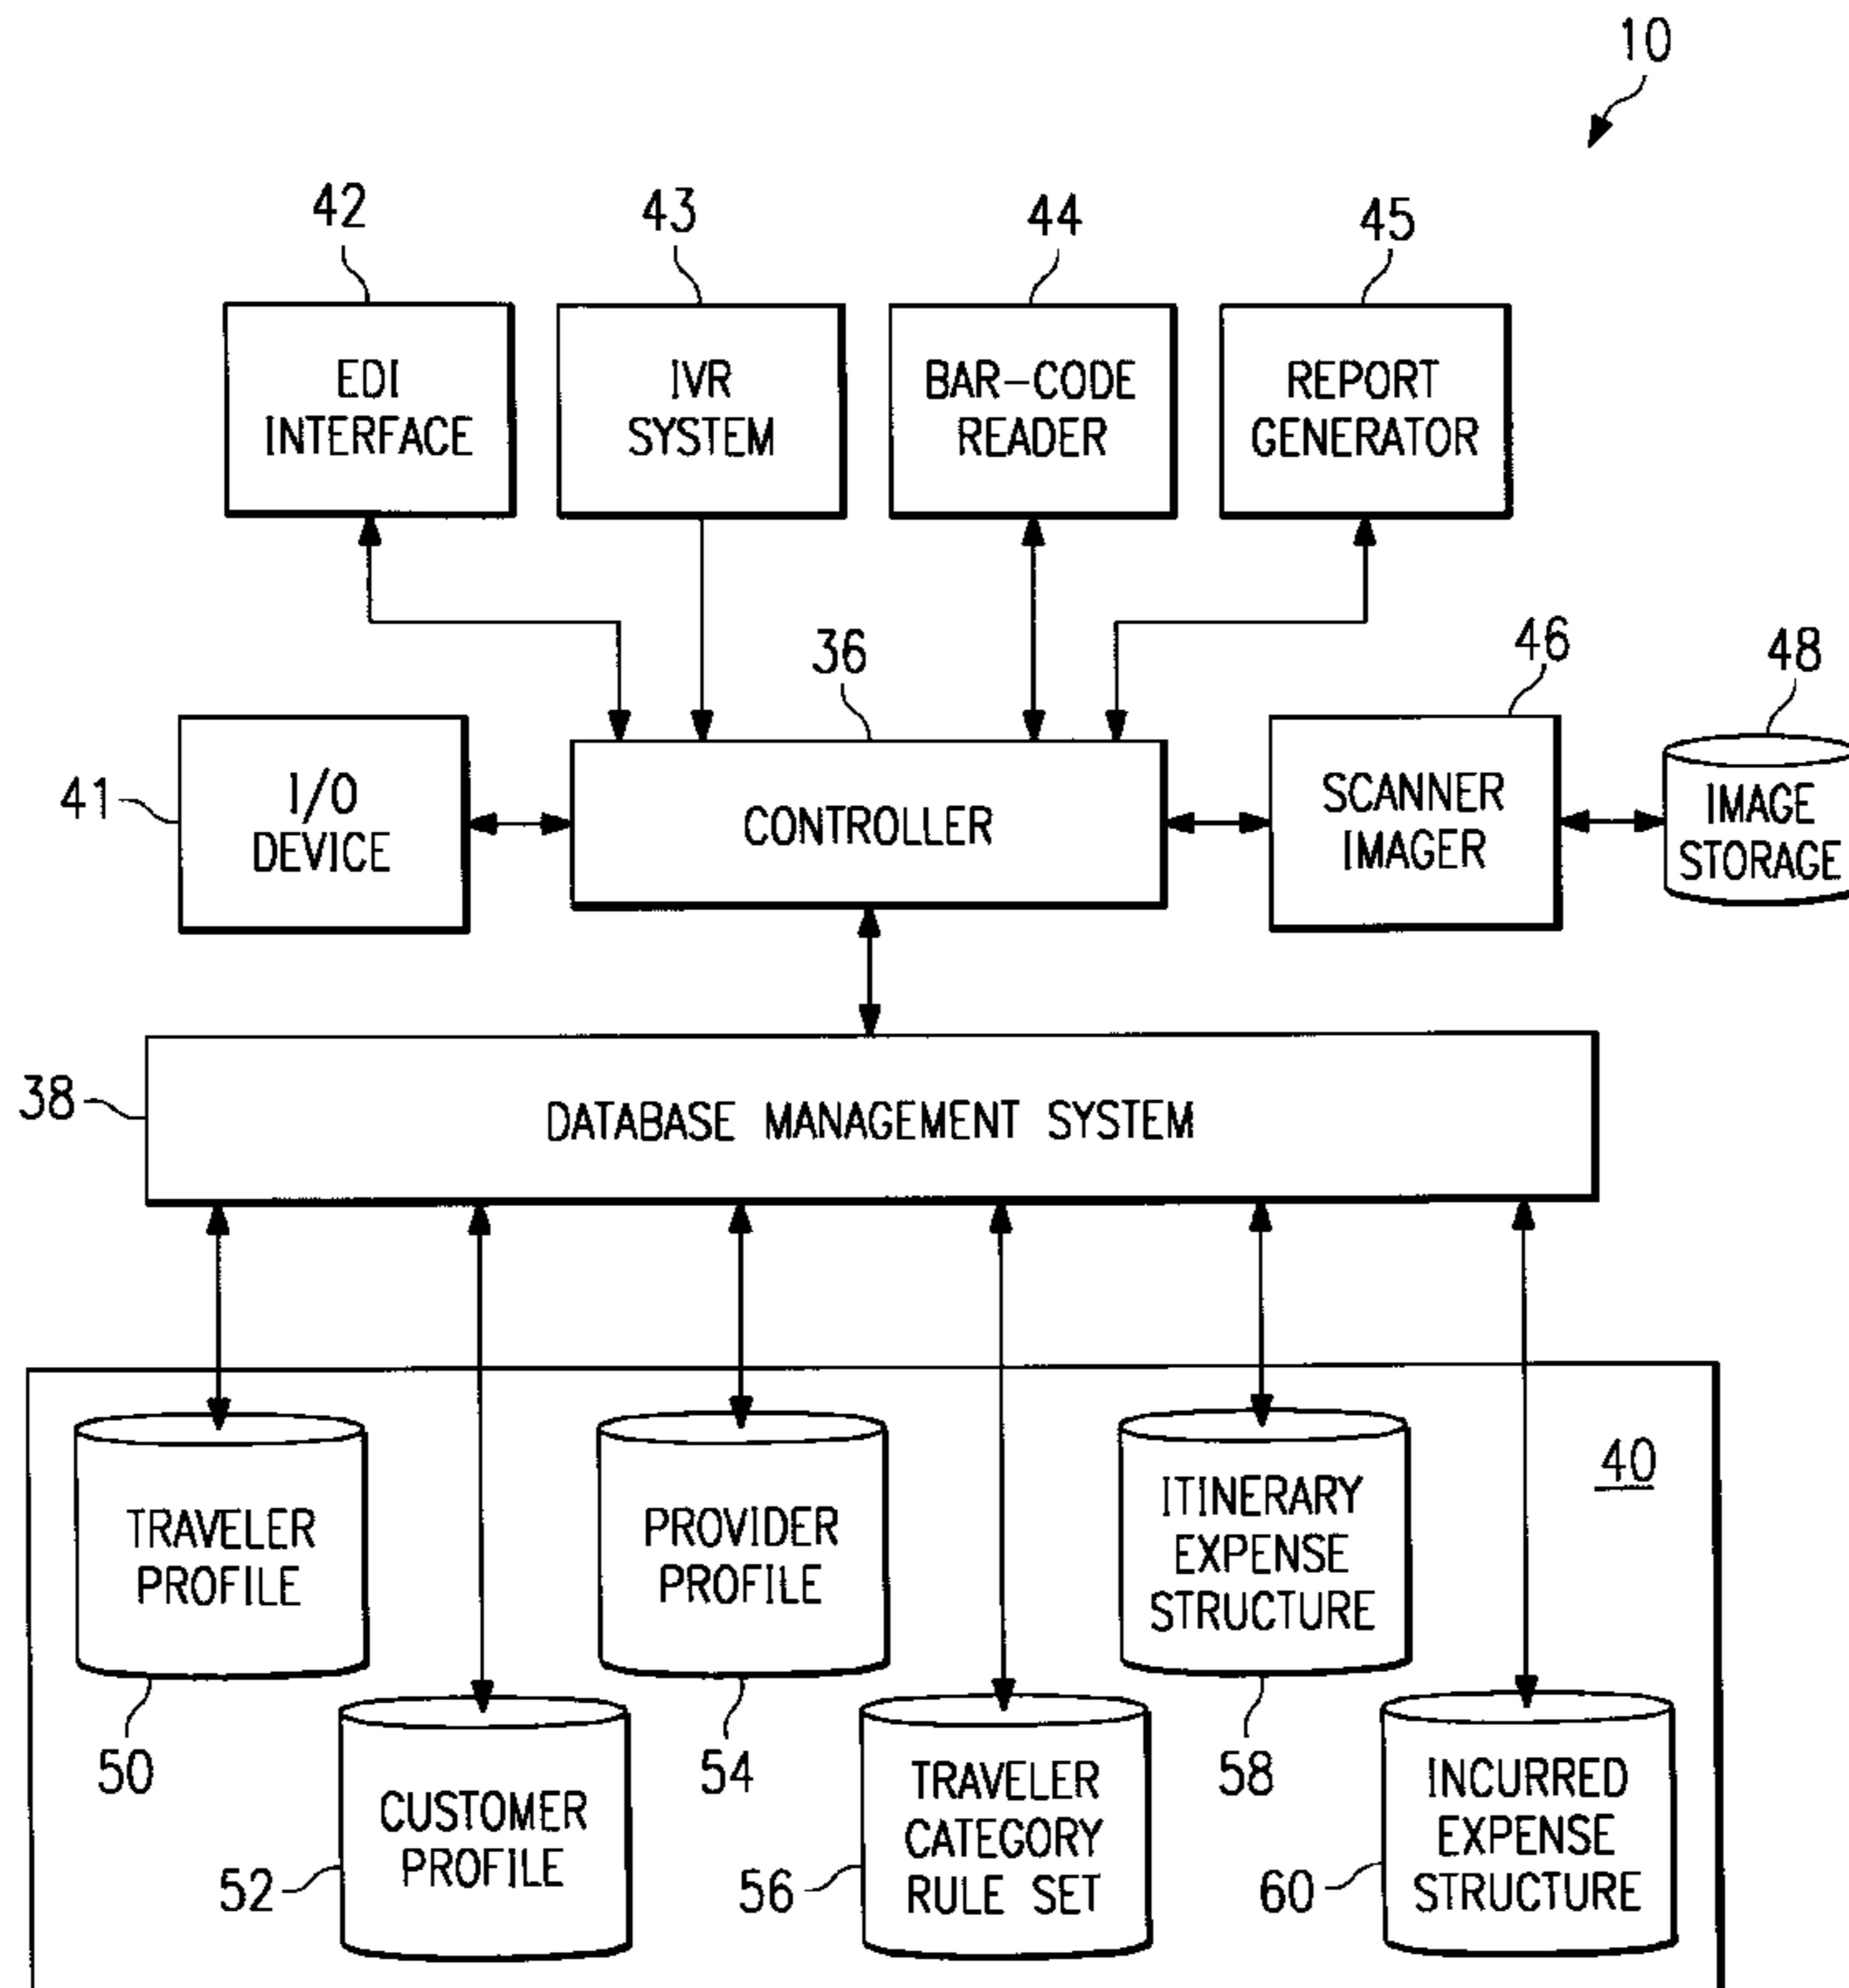 10
42
43
44
45
EDI
INTERFACE
IVR
SYSTEM
BAR-CODE
READER
REPORT
GENERATOR
36
46
48
41
I/O
DEVICE
CONTROLLER
SCANNER
IMAGER
IMAGE
STORAGE
38
DATABASE MANAGEMENT SYSTEM
40
TRAVELER
PROFILE
PROVIDER
PROFILE
ITINERARY
EXPENSE
STRUCTURE
50
54
58
52
CUSTOMER
PROFILE
56
TRAVELER
CATEGORY
RULE SET
60
INCURRED
EXPENSE
STRUCTURE